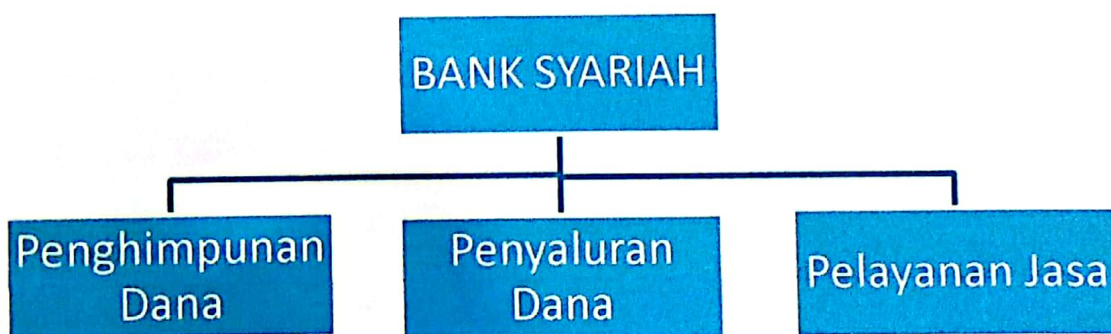 BANK SYARIAH
Penghimpunan
Dana
Penyaluran
Dana
Pelayanan Jasa